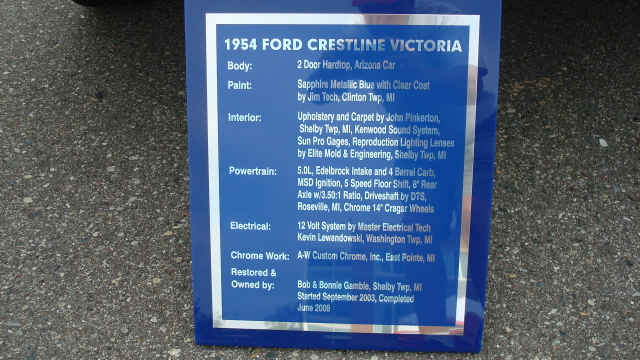 1954 FORD CRESTLINE VICTORIA
Body: 2 Door Hardtop, Arizona Car
Paint: Sapphire Metallic Blue with Clear Coat
by Jim Tech, Clinton Twp, MI
Interior: Upholstery and Carpet by John Pinkerton,
Shelby Twp, MI, Kenwood Sound System,
Sun Pro Gages, Reproduction Lighting Lenses
by Elite Mold & Engineering, Shelby Twp, MI
Powertrain: 5.0L, Edelbrock Intake and 4 Barrel Carb,
MSD Ignition, 5 Speed Floor Shift, 8" Rear
Axle w/3.50:1 Ratio, Driveshaft by DTS,
Roseville, MI, Chrome 14" Cragar Wheels
Electrical: 12 Volt System by Master Electrical Tech
Kevin Lewandowski, Washington Twp, MI
Chrome Work: A-W Custom Chrome, Inc., East Pointe, MI
Restored &
Owned by: Bob & Bonnie Gamble, Shelby Twp, MI
Started September 2003, Completed
June 2008